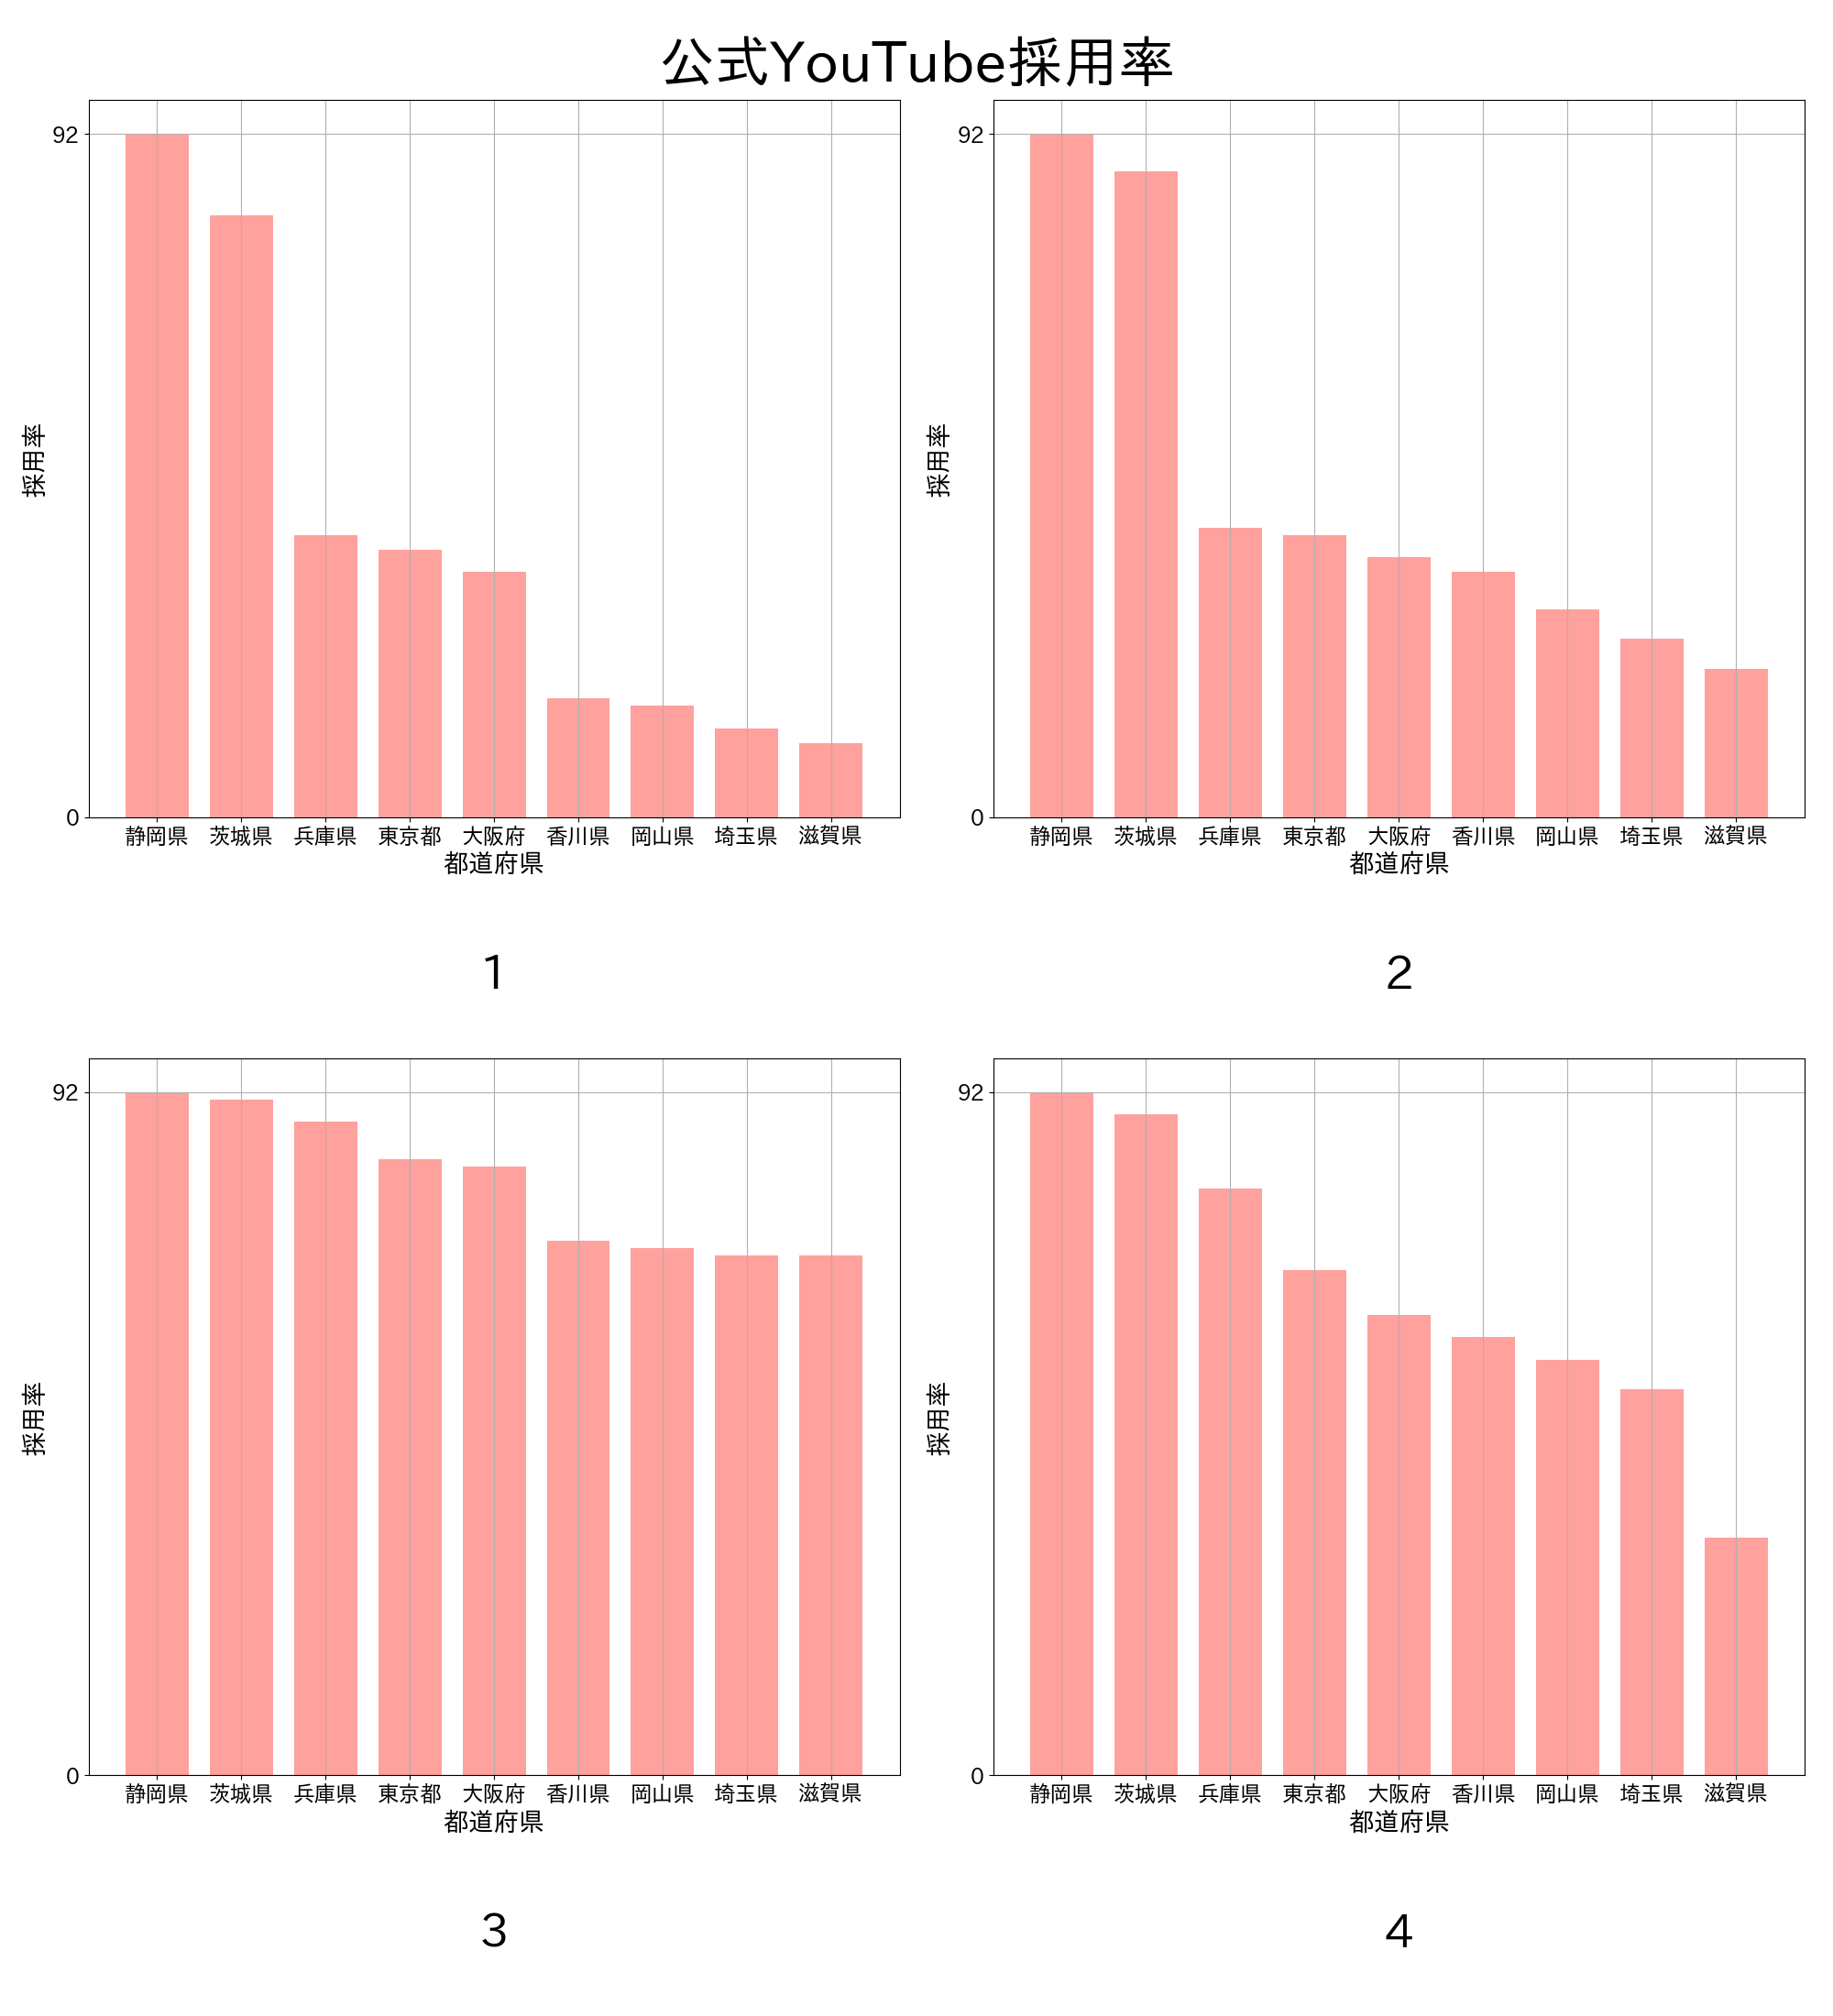 公式YouTube採用率
92
採用率
0
静岡県 茨城県 兵庫県 東京都 大阪府 香川県 岡山県 埼玉県 滋賀県
都道府県
1
92
採用率
0
静岡県 茨城県 兵庫県 東京都 大阪府 香川県 岡山県 埼玉県 滋賀県
都道府県
2
92
採用率
0
静岡県 茨城県 兵庫県 東京都 大阪府 香川県 岡山県 埼玉県 滋賀県
都道府県
3
92
採用率
0
静岡県 茨城県 兵庫県 東京都 大阪府 香川県 岡山県 埼玉県 滋賀県
都道府県
4